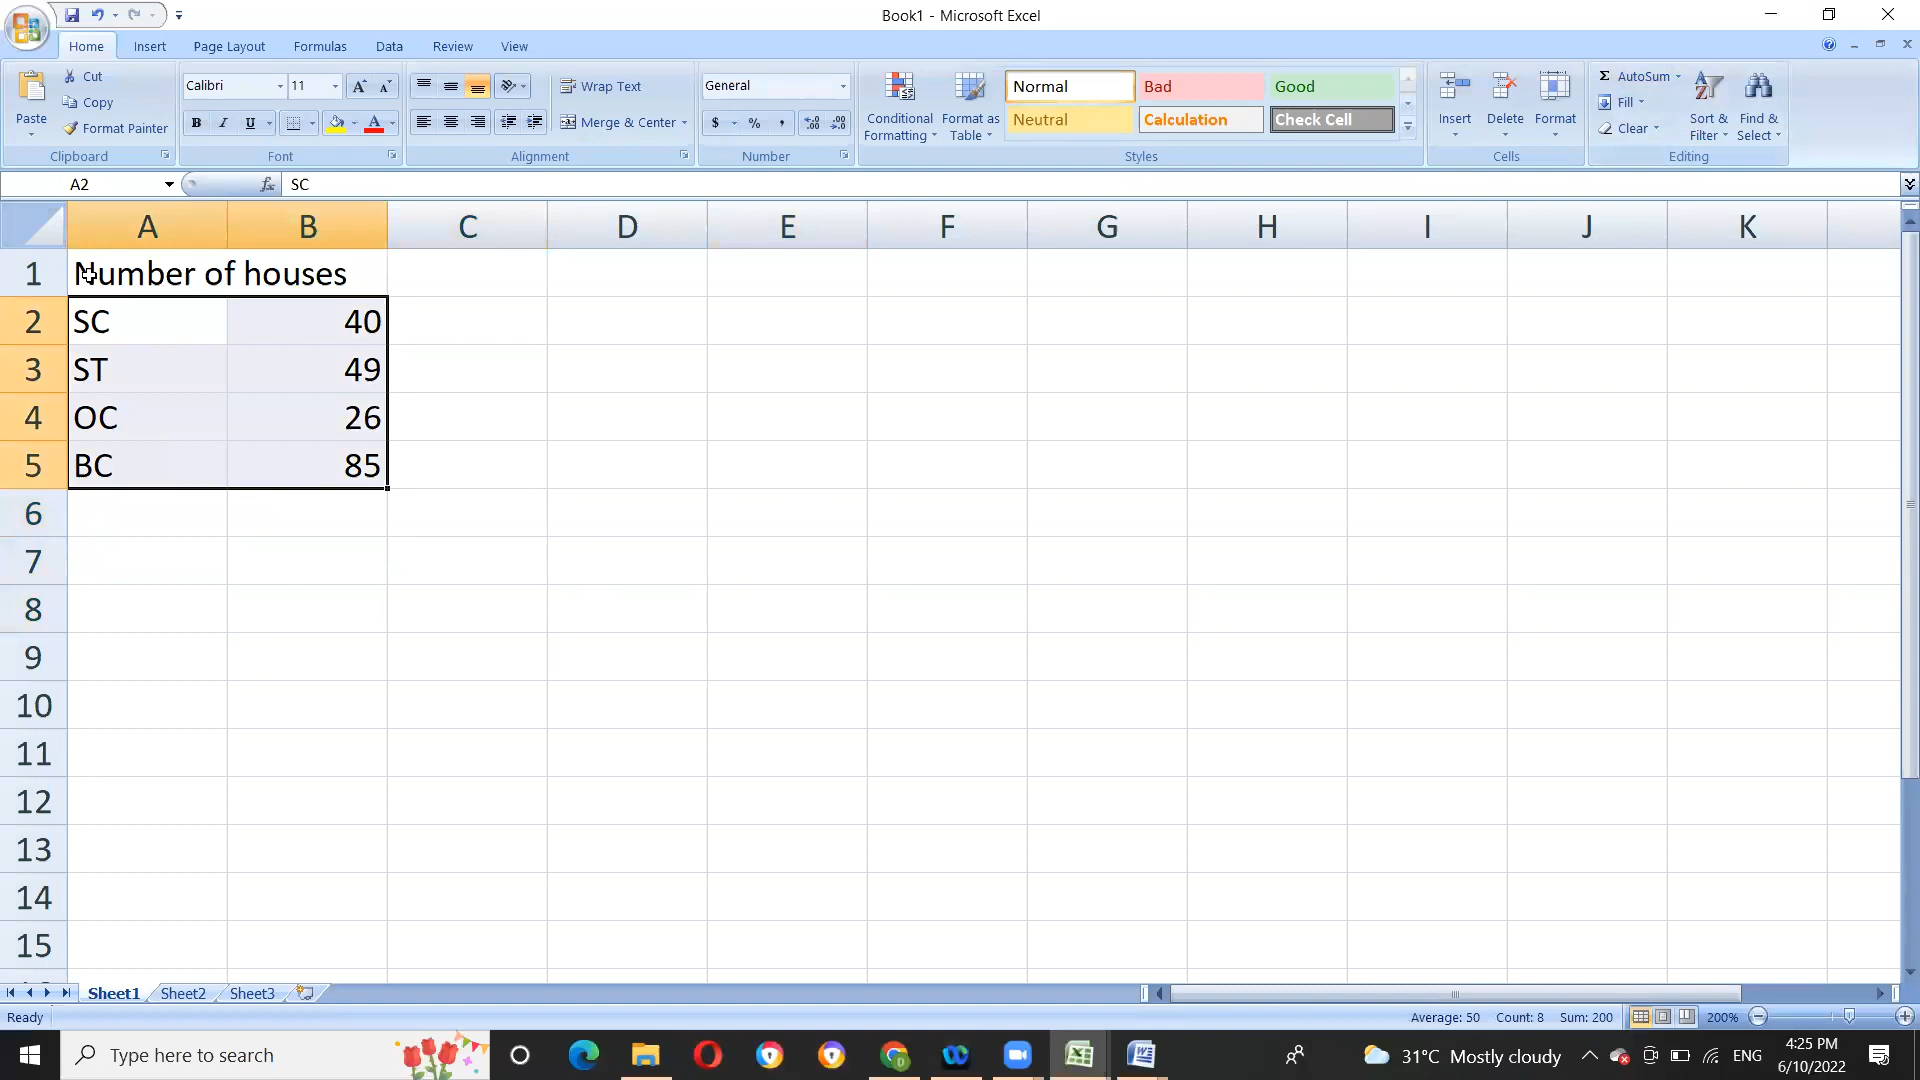 Book1 - Microsoft Excel
Home Insert Page Layout Formulas Data Review View
Paste Cut Copy Format Painter Clipboard
Calibri 11 B I U A Font
Wrap Text Merge & Center Alignment
General $ % , Number
Conditional Formatting Format as Table
Normal Bad Good
Neutral Calculation Check Cell
Styles
Insert Delete Format Cells
AutoSum Fill Clear Sort & Filter Find & Select Editing
A2 fx SC
A B C D E F G H I J K
1 Number of houses
2 SC 40
3 ST 49
4 OC 26
5 BC 85
6
7
8
9
10
11
12
13
14
15
Sheet1 Sheet2 Sheet3
Ready Average: 50 Count: 8 Sum: 200 200%
Type here to search 31°C Mostly cloudy ENG 4:25 PM
6/10/2022